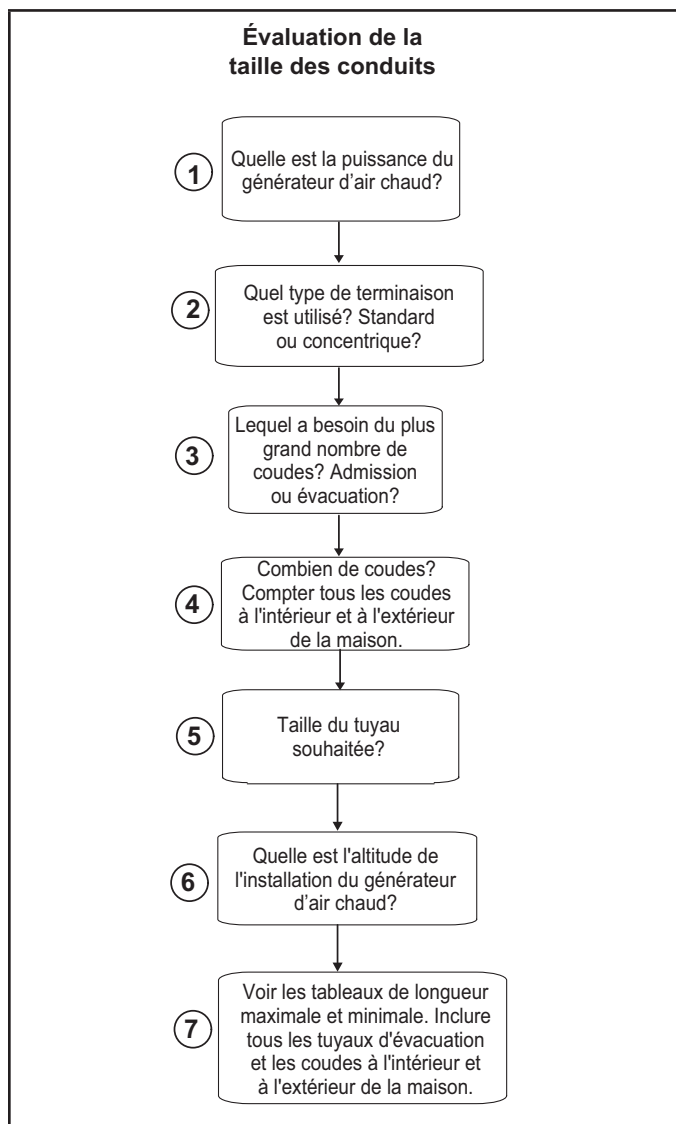 Évaluation de la
taille des conduits
1
Quelle est la puissance du
générateur d’air chaud?
2
Quel type de terminaison
est utilisé? Standard
ou concentrique?
3
Lequel a besoin du plus
grand nombre de
coudes? Admission
ou évacuation?
4
Combien de coudes?
Compter tous les coudes
à l'intérieur et à l'extérieur
de la maison.
5
Taille du tuyau
souhaitée?
6
Quelle est l'altitude de
l'installation du générateur
d’air chaud?
7
Voir les tableaux de longueur
maximale et minimale. Inclure
tous les tuyaux d'évacuation
et les coudes à l'intérieur et
à l'extérieur de la maison.